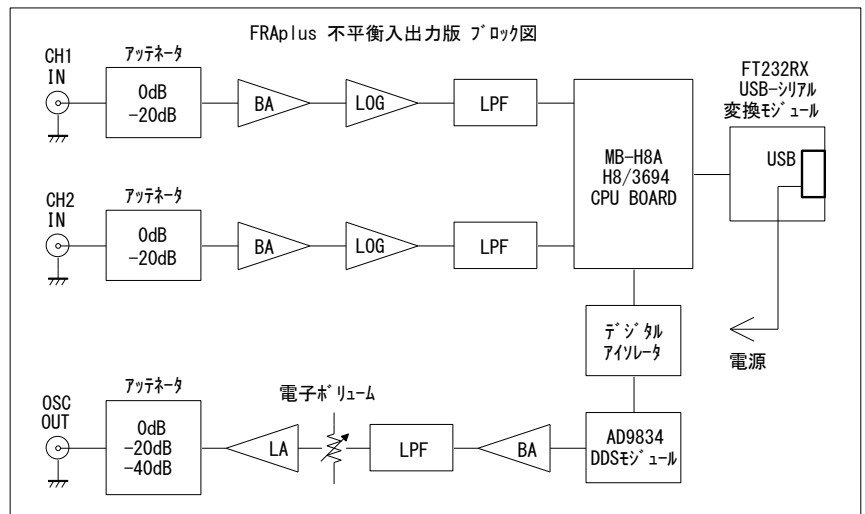 FRAplus 不平衡入出力版 ﾌﾞﾛｯｸ図
CH1
IN
ｱｯﾃﾈｰﾀ
0dB
-20dB
BA
LOG
LPF
MB-H8A
H8/3694
CPU BOARD
FT232RX
USB-ｼﾘｱﾙ
変換ﾓｼﾞｭｰﾙ
USB
CH2
IN
ｱｯﾃﾈｰﾀ
0dB
-20dB
BA
LOG
LPF
ﾃﾞｼﾞﾀﾙ
ｱｲｿﾚｰﾀ
電源
OSC
OUT
ｱｯﾃﾈｰﾀ
0dB
-20dB
-40dB
LA
電子ﾎﾞﾘｭｰﾑ
LPF
BA
AD9834
DDSﾓｼﾞｭｰﾙ